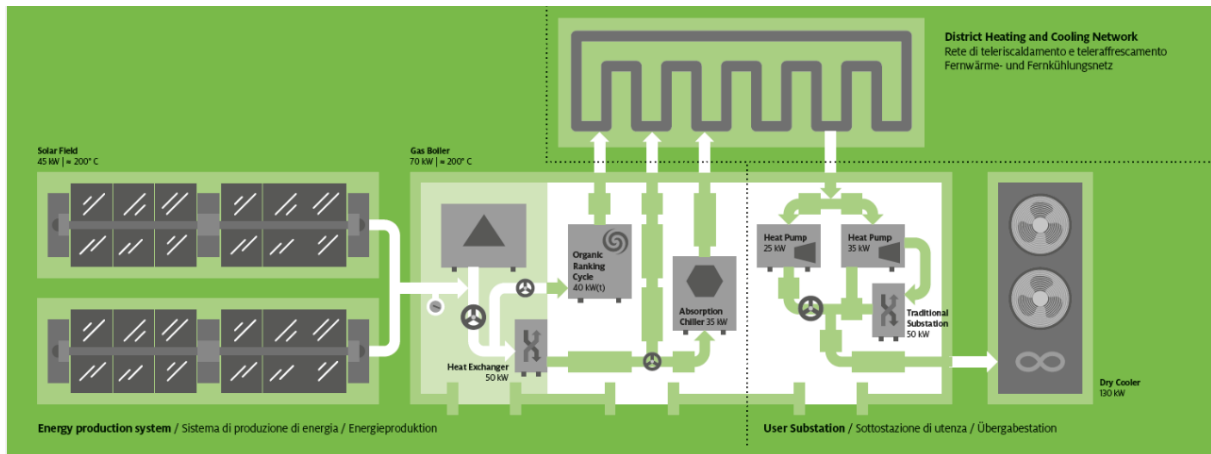 District Heating and Cooling Network
Rete di teleriscaldamento e teleraffrescamento
Fernwärme- und Fernkühlungsnetz
Solar Field
45 kW | = 200° C
Gas Boiler
70 kW | = 200° C
Heat Pump
25 kW
Heat Pump
35 kW
Organic
Ranking
Cycle
40 kW(t)
Absorption
Chiller 35 kW
Traditional
Substation
50 kW
Heat Exchanger
50 kW
Dry Cooler
130 kW
Energy production system / Sistema di produzione di energia / Energieproduktion
User Substation / Sottostazione di utenza / Übergabestation